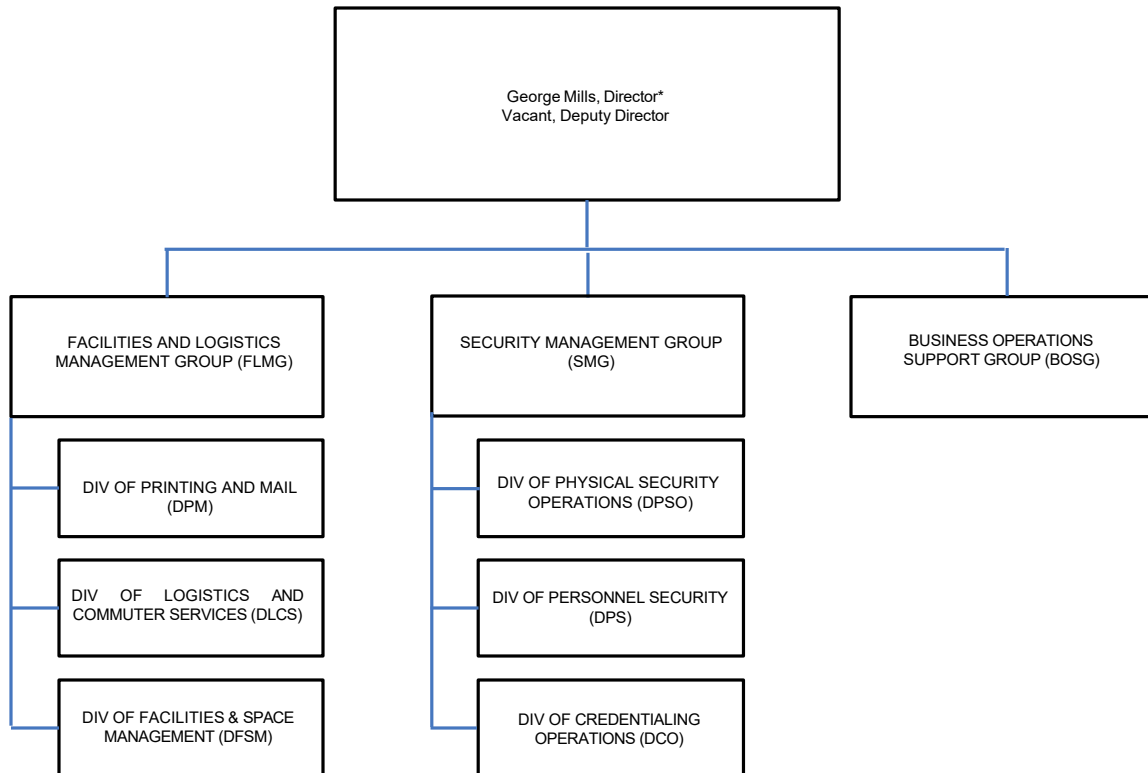 George Mills, Director*
Vacant, Deputy Director
FACILITIES AND LOGISTICS
MANAGEMENT GROUP (FLMG)
SECURITY MANAGEMENT GROUP
(SMG)
BUSINESS OPERATIONS
SUPPORT GROUP (BOSG)
DIV OF PRINTING AND MAIL
(DPM)
DIV OF PHYSICAL SECURITY
OPERATIONS (DPSO)
DIV OF LOGISTICS AND
COMMUTER SERVICES (DLCS)
DIV OF PERSONNEL SECURITY
(DPS)
DIV OF FACILITIES & SPACE
MANAGEMENT (DFSM)
DIV OF CREDENTIALING
OPERATIONS (DCO)